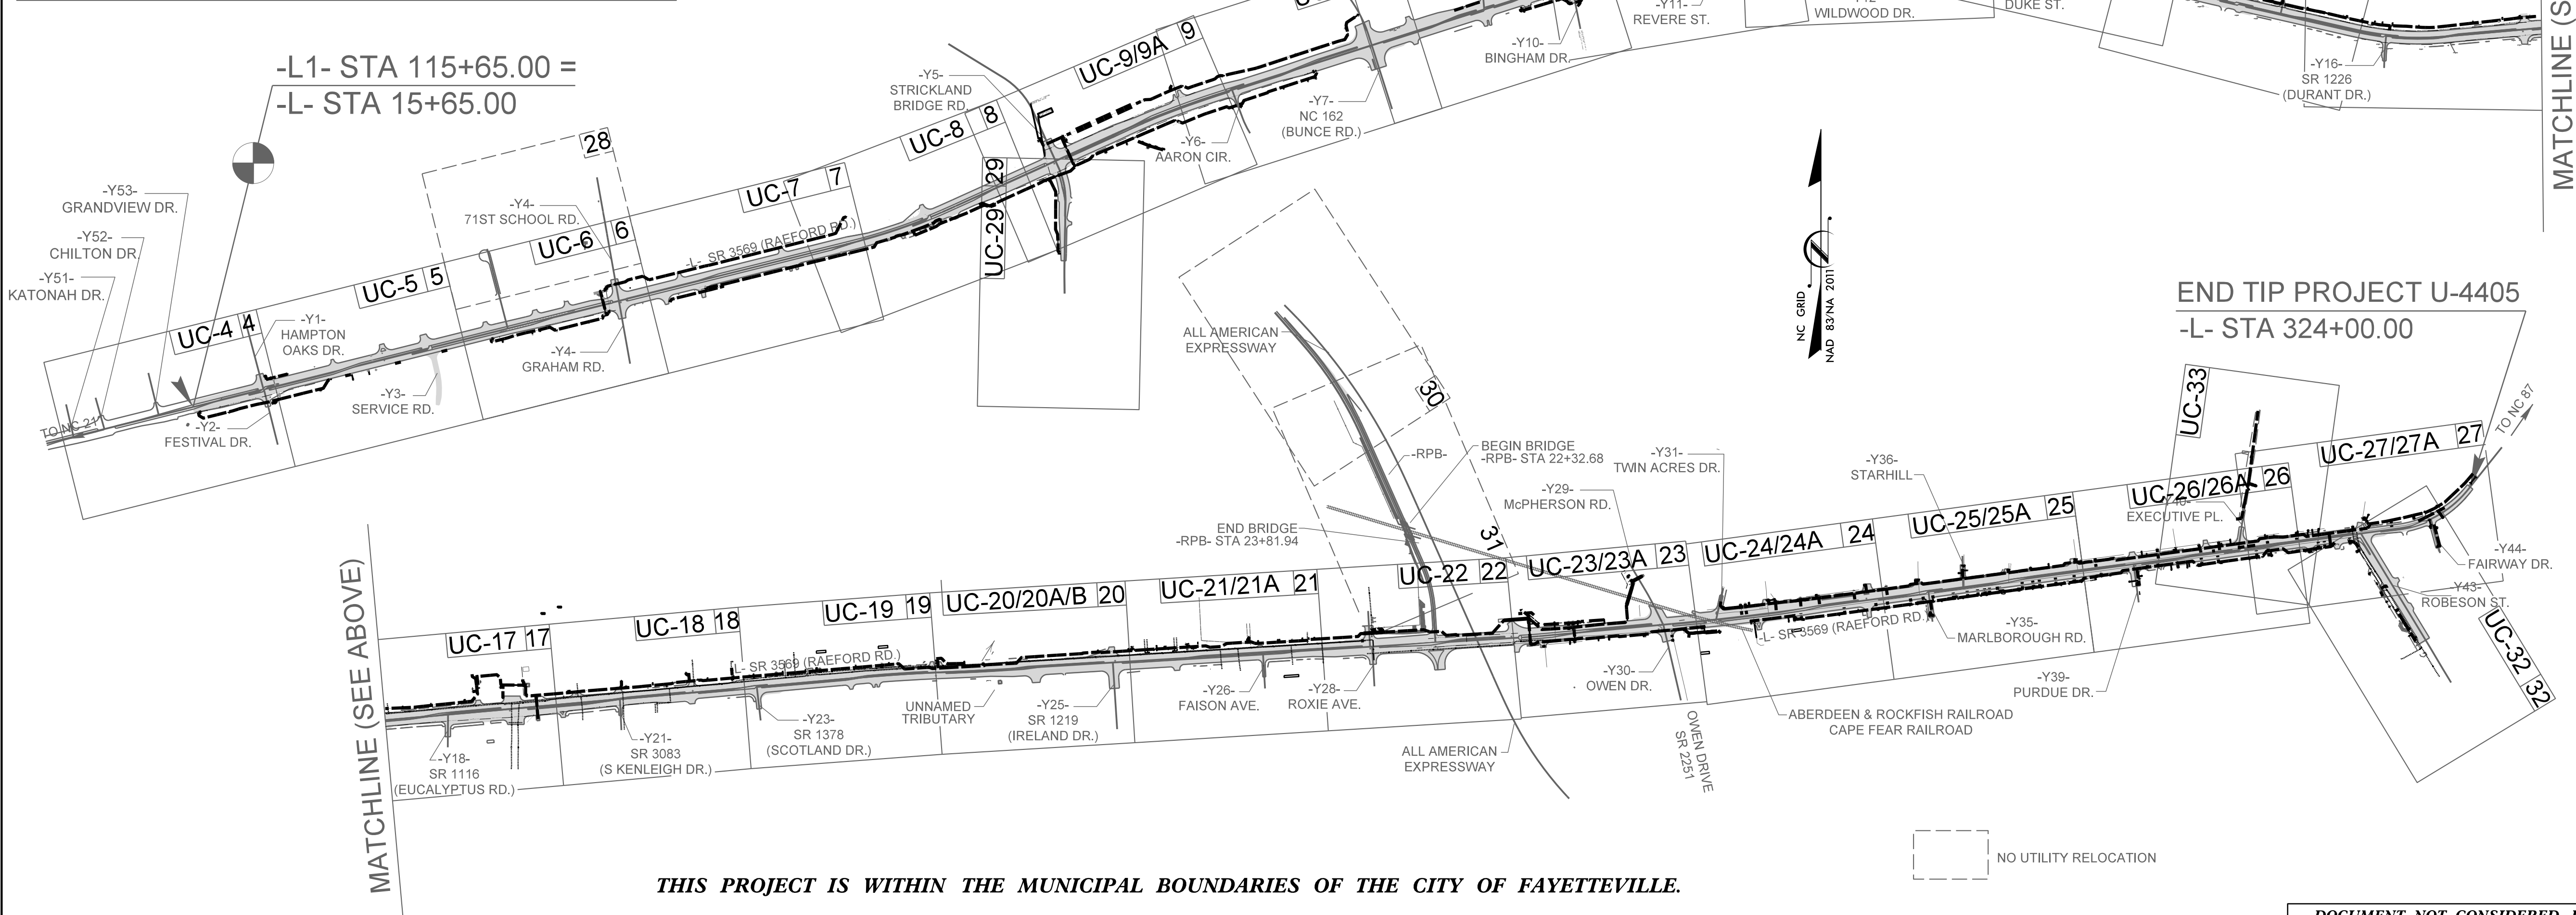 -L1- STA 115+65.00 =
-L- STA 15+65.00
-Y53-
GRANDVIEW DR.
-Y52-
CHILTON DR.
-Y51-
KATONAH DR.
UC-4 4
-Y1-
HAMPTON
OAKS DR.
-Y2-
FESTIVAL DR.
UC-5 5
-Y3-
SERVICE RD.
28
-Y4-
71ST SCHOOL RD.
UC-6 6
-Y4-
GRAHAM RD.
UC-7 7
-L- SR 3569 (RAEFORD RD.)
UC-8 8
-Y5-
STRICKLAND
BRIDGE RD.
UC-29 29
UC-9/9A 9
-Y6-
AARON CIR.
-Y7-
NC 162
(BUNCE RD.)
-Y10-
BINGHAM DR.
-Y11-
REVERE ST.
WILDWOOD DR.
DUKE ST.
-Y16-
SR 1226
(DURANT DR.)
MATCHLINE (S
NC GRID
NAD 83/NA 2011
END TIP PROJECT U-4405
-L- STA 324+00.00
MATCHLINE (SEE ABOVE)
UC-17 17
-Y18-
SR 1116
(EUCALYPTUS RD.)
UC-18 18
-Y21-
SR 3083
(S KENLEIGH DR.)
UC-19 19
L- SR 3569 (RAEFORD RD.)
-Y23-
SR 1378
(SCOTLAND DR.)
UC-20/20A/B 20
UNNAMED
TRIBUTARY
-Y25-
SR 1219
(IRELAND DR.)
UC-21/21A 21
-Y26-
FAISON AVE.
-Y28-
ROXIE AVE.
ALL AMERICAN
EXPRESSWAY
30
-RPB-
BEGIN BRIDGE
-RPB- STA 22+32.68
END BRIDGE
-RPB- STA 23+81.94
31
UC-22 22
ALL AMERICAN
EXPRESSWAY
-Y29-
McPHERSON RD.
UC-23/23A 23
-Y30-
OWEN DR.
OWEN DRIVE
SR 2251
-Y31-
TWIN ACRES DR.
UC-24/24A 24
-L- SR 3569 (RAEFORD RD.)
ABERDEEN & ROCKFISH RAILROAD
CAPE FEAR RAILROAD
-Y36-
STARHILL
UC-25/25A 25
-Y35-
MARLBOROUGH RD.
-Y39-
PURDUE DR.
UC-33
UC-26/26A 26
EXECUTIVE PL.
UC-27/27A 27
TO NC 87
-Y44-
FAIRWAY DR.
-Y43-
ROBESON ST.
UC-32 32
NO UTILITY RELOCATION
THIS PROJECT IS WITHIN THE MUNICIPAL BOUNDARIES OF THE CITY OF FAYETTEVILLE.